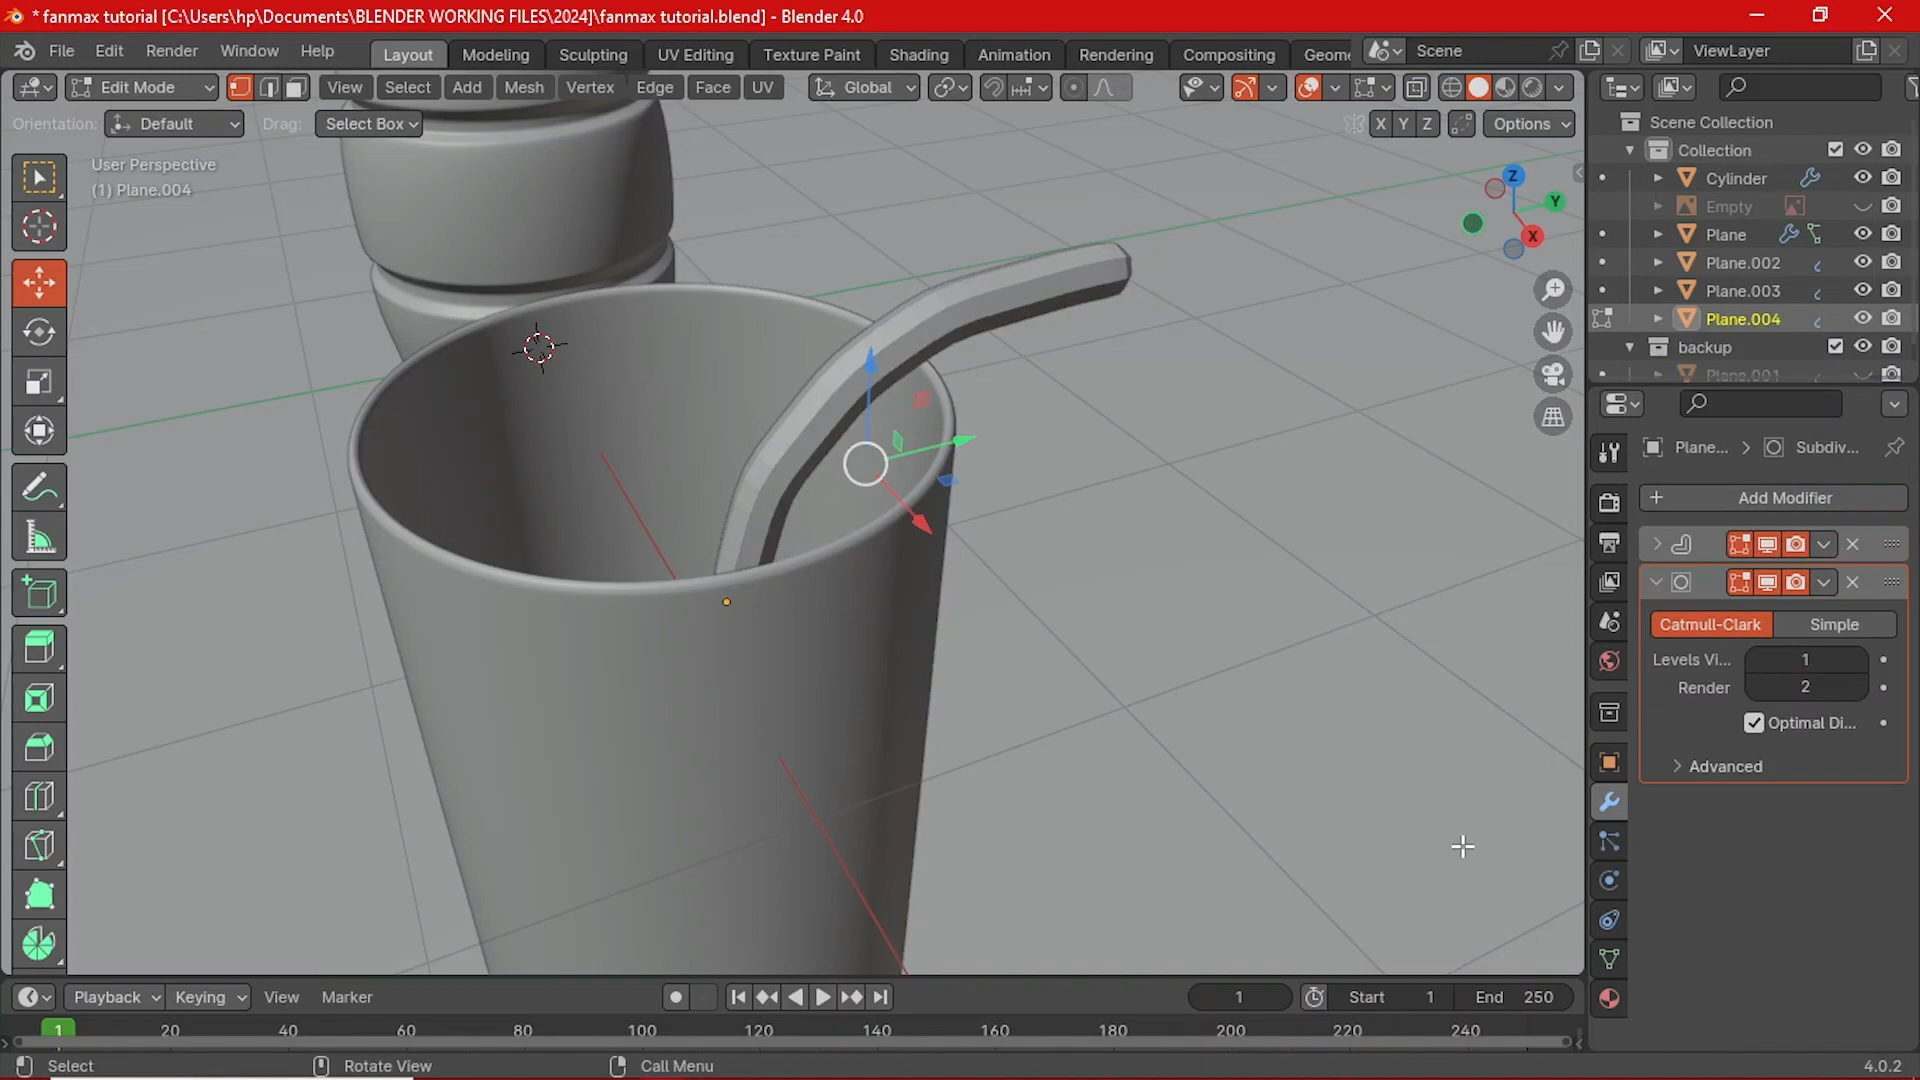 * fanmax tutorial [C:\Users\hp\Documents\BLENDER WORKING FILES\2024]\fanmax tutorial.blend] - Blender 4.0
File Edit Render Window Help Layout Modeling Sculpting UV Editing Texture Paint Shading Animation Rendering Compositing Geome Scene ViewLayer
Edit Mode View Select Add Mesh Vertex Edge Face UV Global
Orientation: Default Drag: Select Box X Y Z Options
User Perspective
(1) Plane.004
Z
Y
X
Scene Collection
Collection
Cylinder
Empty
Plane
Plane.002
Plane.003
Plane.004
backup
Plane.001
Plane... > Subdiv...
Add Modifier
Catmull-Clark Simple
Levels Vi... 1
Render 2
Optimal Di...
Advanced
Playback Keying View Marker 1 Start 1 End 250
1 20 40 60 80 100 120 140 160 180 200 220 240
Select Rotate View Call Menu 4.0.2